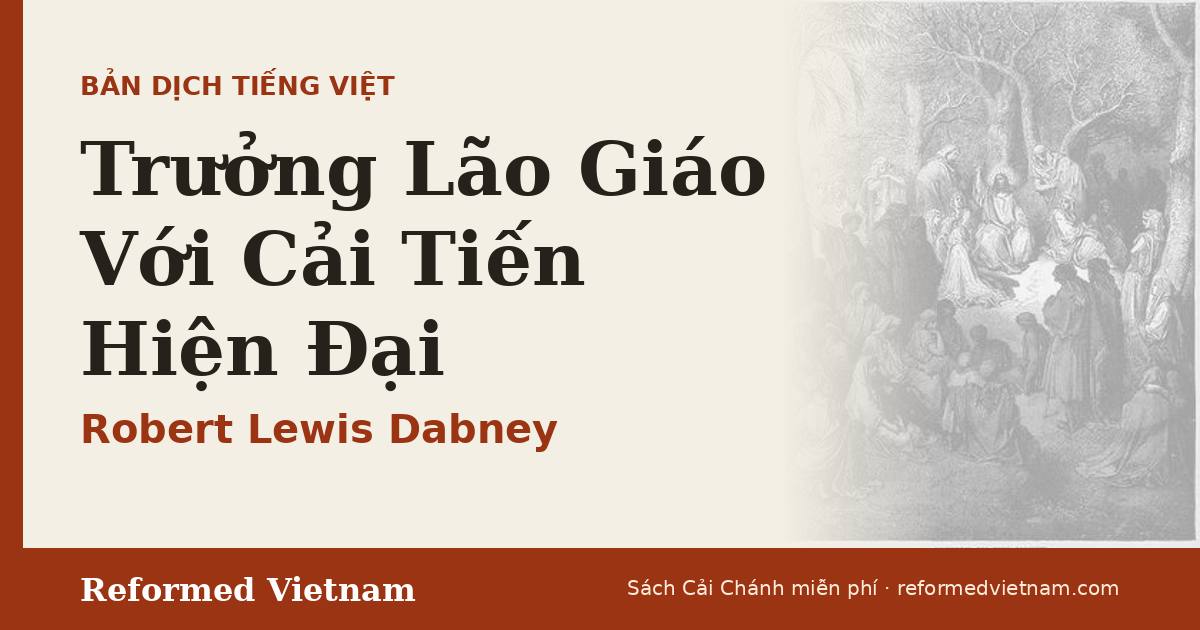 BẢN DỊCH TIẾNG VIỆT
Trưởng Lão Giáo
Với Cải Tiến
Hiện Đại
Robert Lewis Dabney
Reformed Vietnam
Sách Cải Chánh miễn phí · reformedvietnam.com